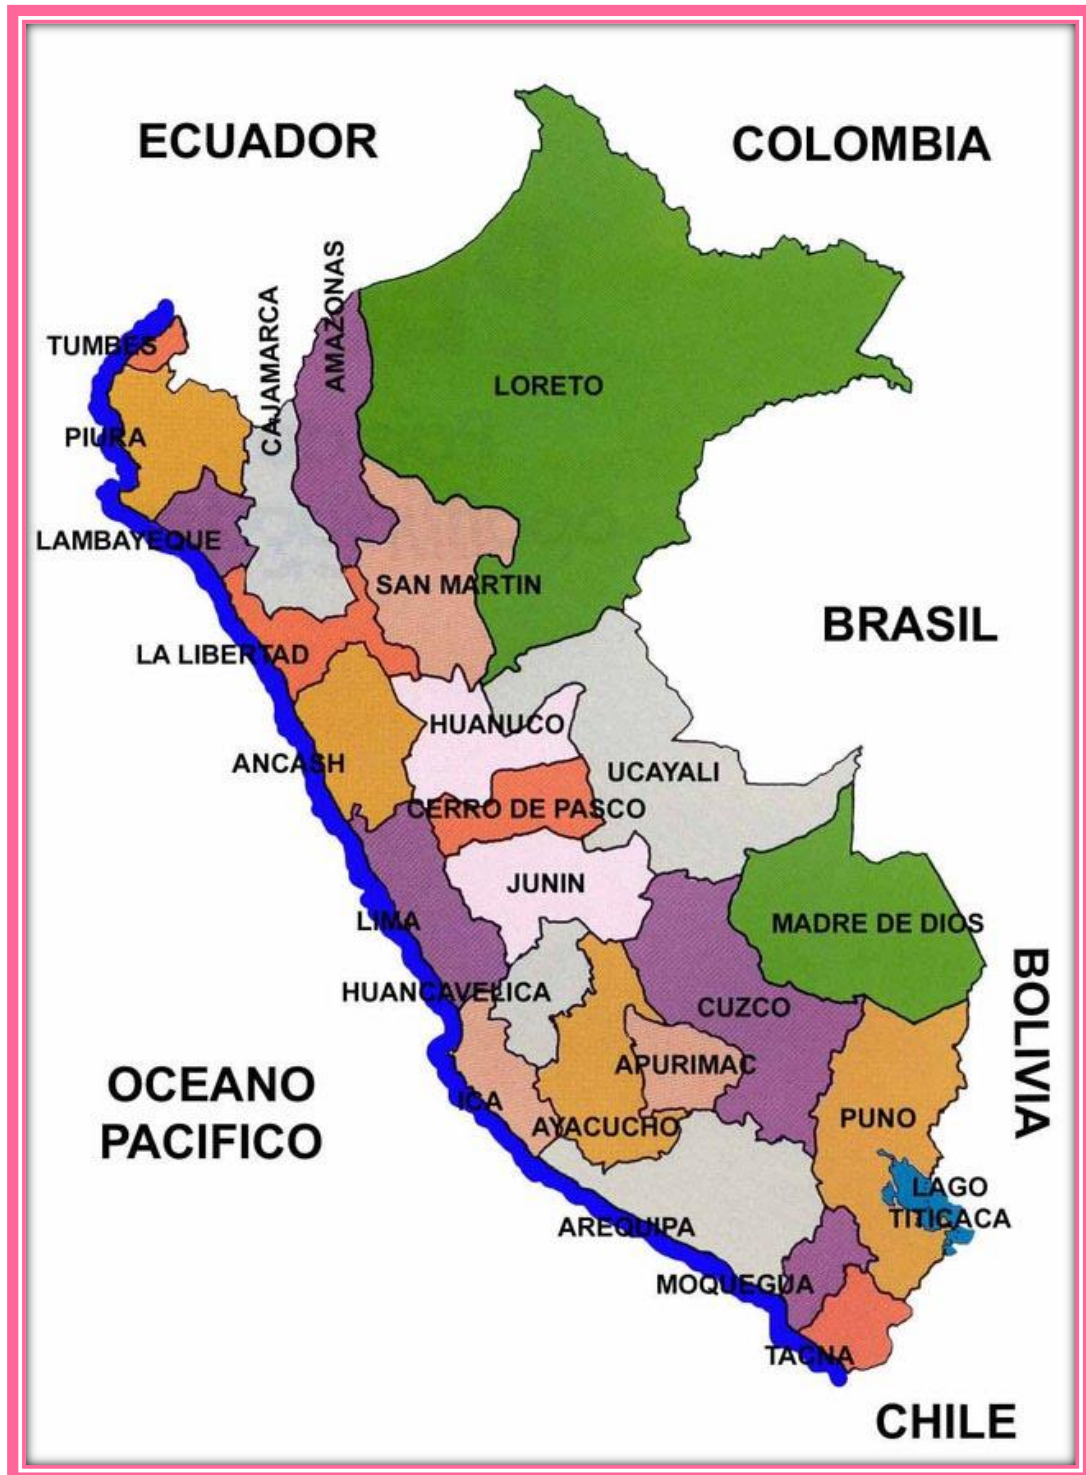 ECUADOR
COLOMBIA
AMAZONAS
CAJAMARCA
TUMBES
LORETO
PIURA
LAMBAYEQUE
SAN MARTIN
BRASIL
LA LIBERTAD
HUANUCO
ANCASH
UCAYALI
CERRO DE PASCO
JUNIN
LIMA
MADRE DE DIOS
HUANCAVELICA
CUZCO
BOLIVIA
APURIMAC
OCEANO
PACIFICO
ICA
AYACUCHO
PUNO
LAGO
TITICACA
AREQUIPA
MOQUEGUA
TACNA
CHILE